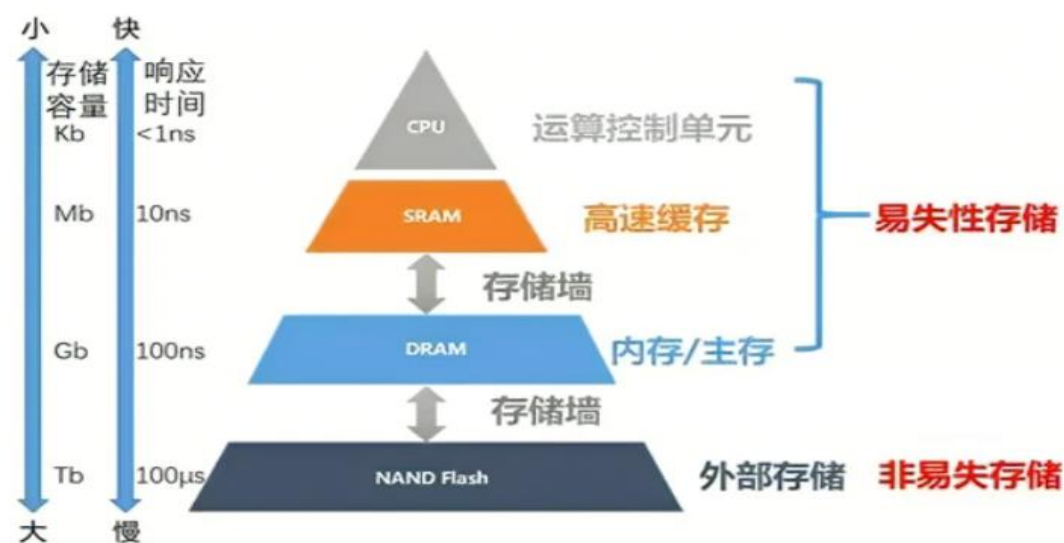 小 快
存储容量 响应时间
Kb <1ns CPU 运算控制单元
Mb 10ns SRAM 高速缓存 易失性存储
存储墙
Gb 100ns DRAM 内存/主存
存储墙
Tb 100μs NAND Flash 外部存储 非易失存储
大 慢